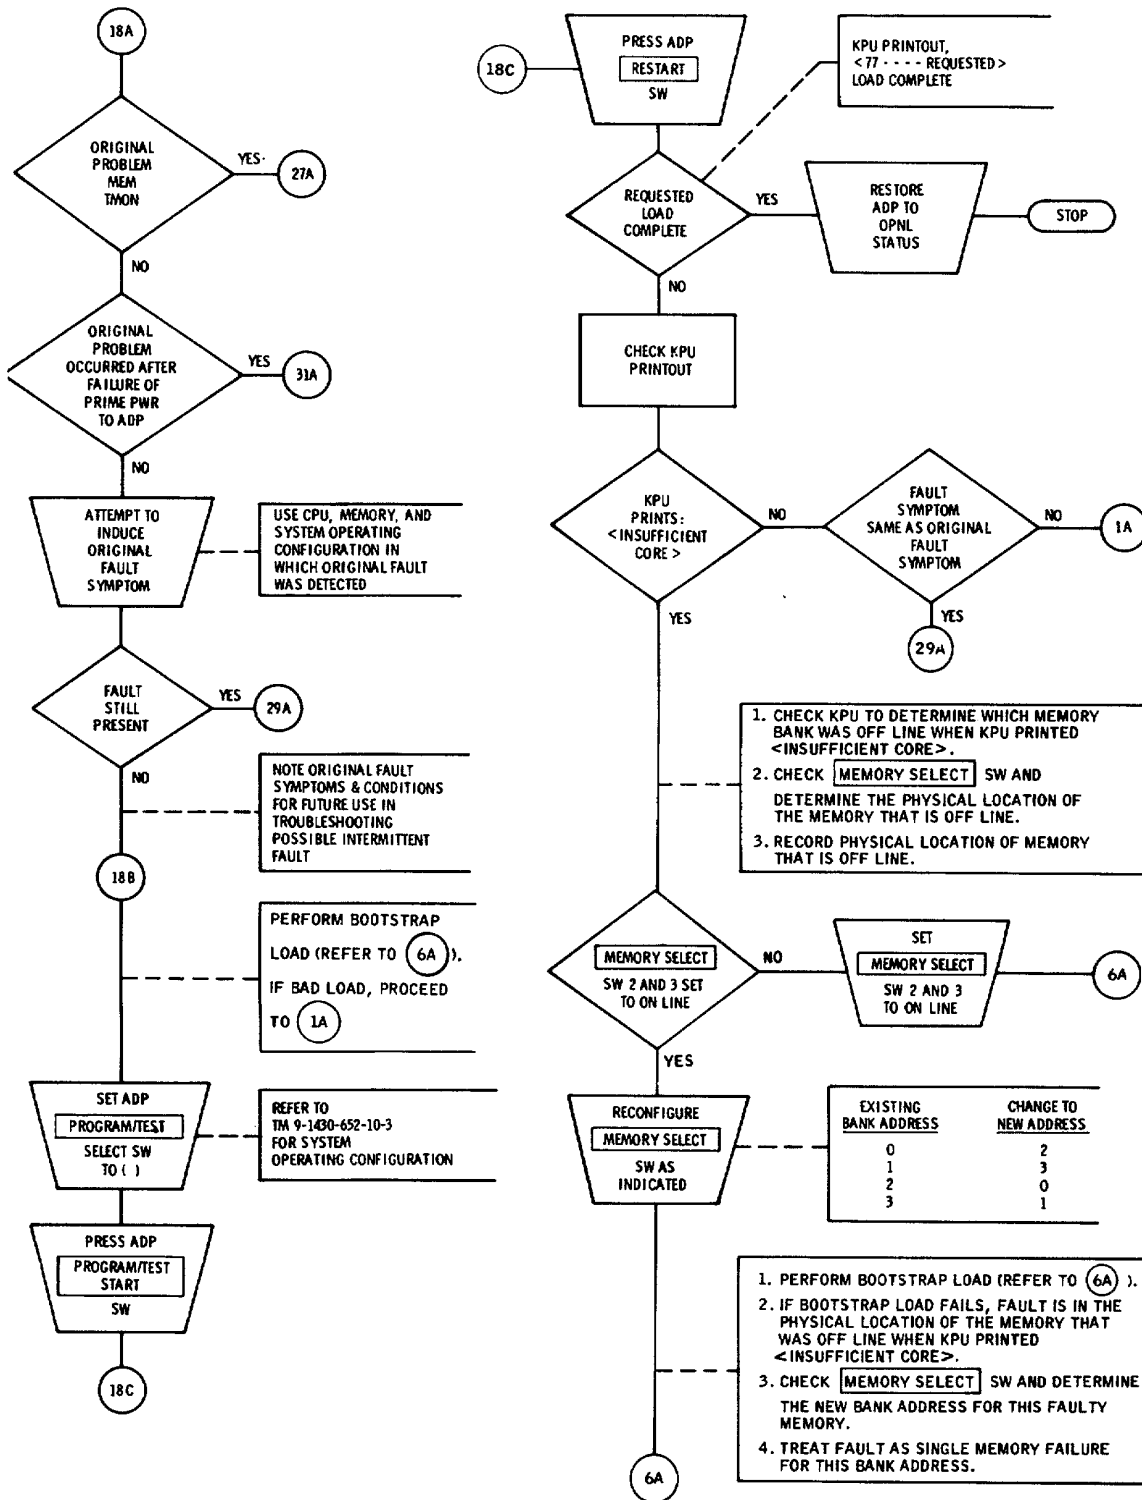 18A
ORIGINAL
PROBLEM
MEM
TMON
YES
27A
NO
ORIGINAL
PROBLEM
OCCURRED AFTER
FAILURE OF
PRIME PWR
TO ADP
YES
31A
NO
ATTEMPT TO
INDUCE
ORIGINAL
FAULT
SYMPTOM
USE CPU, MEMORY, AND
SYSTEM OPERATING
CONFIGURATION IN
WHICH ORIGINAL FAULT
WAS DETECTED
FAULT
STILL
PRESENT
YES
29A
NO
NOTE ORIGINAL FAULT
SYMPTOMS & CONDITIONS
FOR FUTURE USE IN
TROUBLESHOOTING
POSSIBLE INTERMITTENT
FAULT
18B
PERFORM BOOTSTRAP
LOAD (REFER TO 6A).
IF BAD LOAD, PROCEED
TO 1A
SET ADP
PROGRAM/TEST
SELECT SW
TO ( )
REFER TO
TM 9-1430-652-10-3
FOR SYSTEM
OPERATING CONFIGURATION
PRESS ADP
PROGRAM/TEST
START
SW
18C
18C
PRESS ADP
RESTART
SW
KPU PRINTOUT,
<77 - - - - REQUESTED>
LOAD COMPLETE
REQUESTED
LOAD
COMPLETE
YES
RESTORE
ADP TO
OPNL
STATUS
STOP
NO
CHECK KPU
PRINTOUT
KPU
PRINTS:
<INSUFFICIENT
CORE>
NO
FAULT
SYMPTOM
SAME AS ORIGINAL
FAULT
SYMPTOM
NO
1A
YES
29A
YES
1. CHECK KPU TO DETERMINE WHICH MEMORY
BANK WAS OFF LINE WHEN KPU PRINTED
<INSUFFICIENT CORE>.
2. CHECK MEMORY SELECT SW AND
DETERMINE THE PHYSICAL LOCATION OF
THE MEMORY THAT IS OFF LINE.
3. RECORD PHYSICAL LOCATION OF MEMORY
THAT IS OFF LINE.
MEMORY SELECT
SW 2 AND 3 SET
TO ON LINE
NO
SET
MEMORY SELECT
SW 2 AND 3
TO ON LINE
6A
YES
RECONFIGURE
MEMORY SELECT
SW AS
INDICATED
EXISTING CHANGE TO
BANK ADDRESS NEW ADDRESS
0 2
1 3
2 0
3 1
1. PERFORM BOOTSTRAP LOAD (REFER TO 6A ).
2. IF BOOTSTRAP LOAD FAILS, FAULT IS IN THE
PHYSICAL LOCATION OF THE MEMORY THAT
WAS OFF LINE WHEN KPU PRINTED
<INSUFFICIENT CORE>.
3. CHECK MEMORY SELECT SW AND DETERMINE
THE NEW BANK ADDRESS FOR THIS FAULTY
MEMORY.
4. TREAT FAULT AS SINGLE MEMORY FAILURE
FOR THIS BANK ADDRESS.
6A